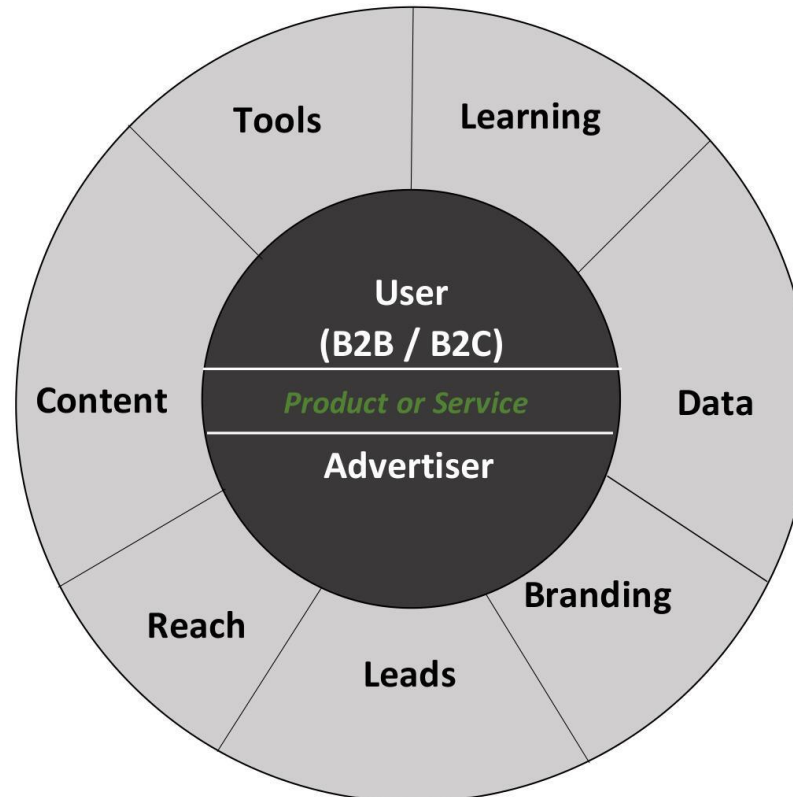 Tools
Learning
User
(B2B / B2C)
Content
Product or Service
Data
Advertiser
Branding
Reach
Leads